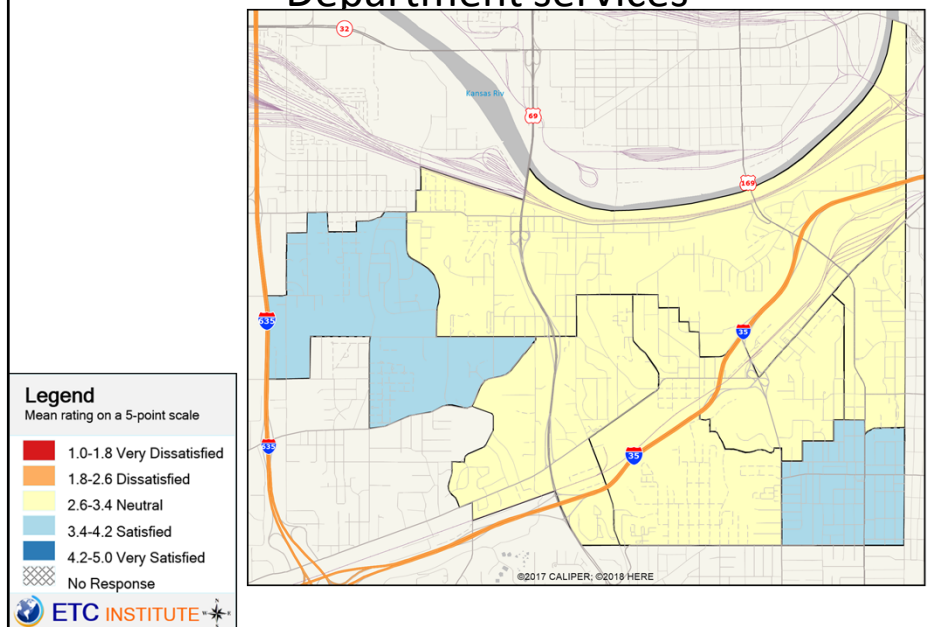 Department services
32
Kansas Riv
69
169
635
35
635
35
Legend
Mean rating on a 5-point scale
1.0-1.8 Very Dissatisfied
1.8-2.6 Dissatisfied
2.6-3.4 Neutral
3.4-4.2 Satisfied
4.2-5.0 Very Satisfied
No Response
ETC INSTITUTE
W E
©2017 CALIPER; ©2018 HERE